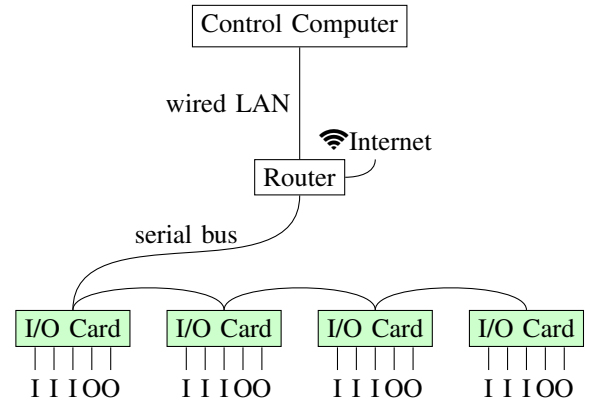 Control Computer
wired LAN
Internet
Router
serial bus
I/O Card I/O Card I/O Card I/O Card
I I I O O I I I O O I I I O O I I I O O